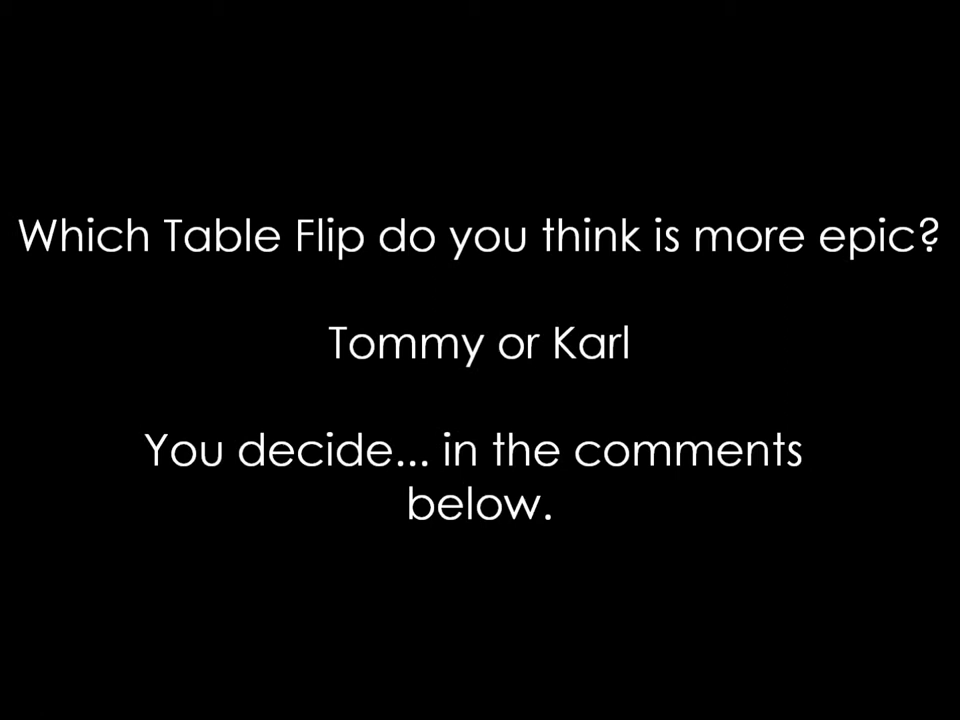 Which Table Flip do you think is more epic?
Tommy or Karl
You decide... in the comments
below.